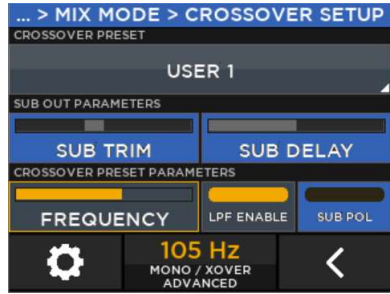 ... > MIX MODE > CROSSOVER SETUP
CROSSOVER PRESET
USER 1
SUB OUT PARAMETERS
SUB TRIM
SUB DELAY
CROSSOVER PRESET PARAMETERS
FREQUENCY
LPF ENABLE
SUB POL
105 Hz
MONO / XOVER
ADVANCED